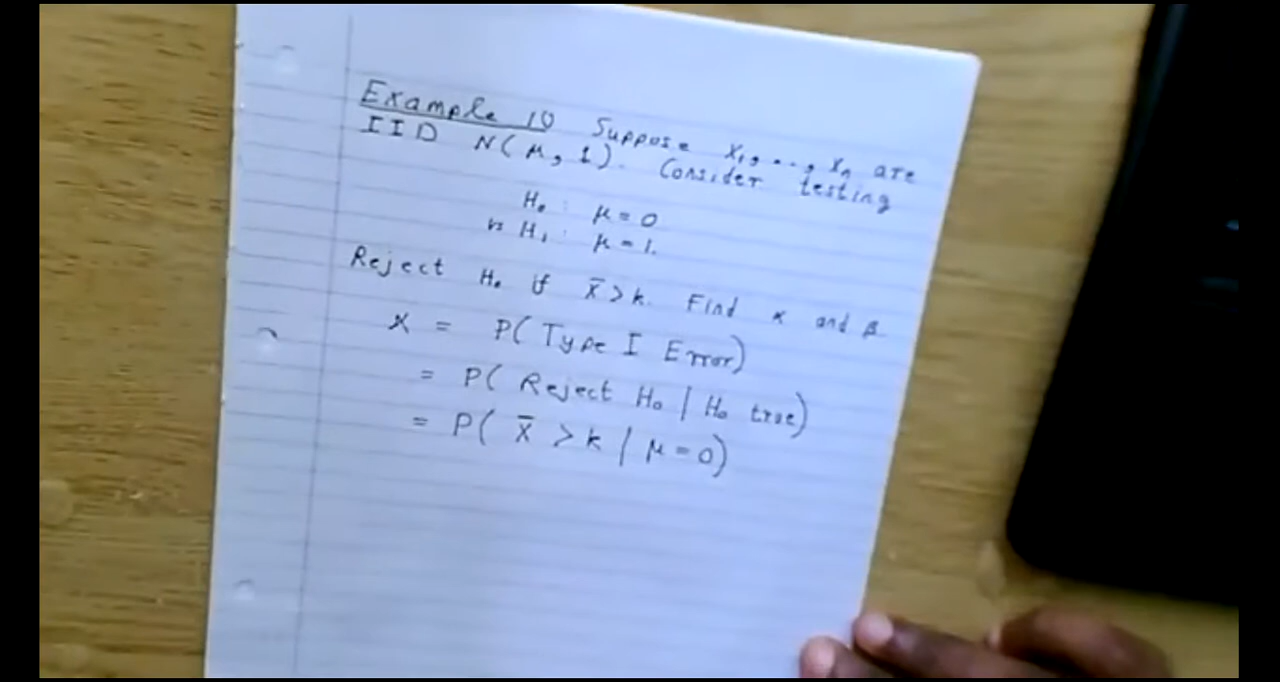 Example 10 Suppose X₁, ..., Xₙ are
IID N(μ, 1). Consider testing
H₀ : μ = 0
vs H₁ : μ = 1.
Reject H₀ if X̄ > k. Find α and β
α = P( Type I Error)
= P( Reject H₀ | H₀ true)
= P( X̄ > k | μ = 0)